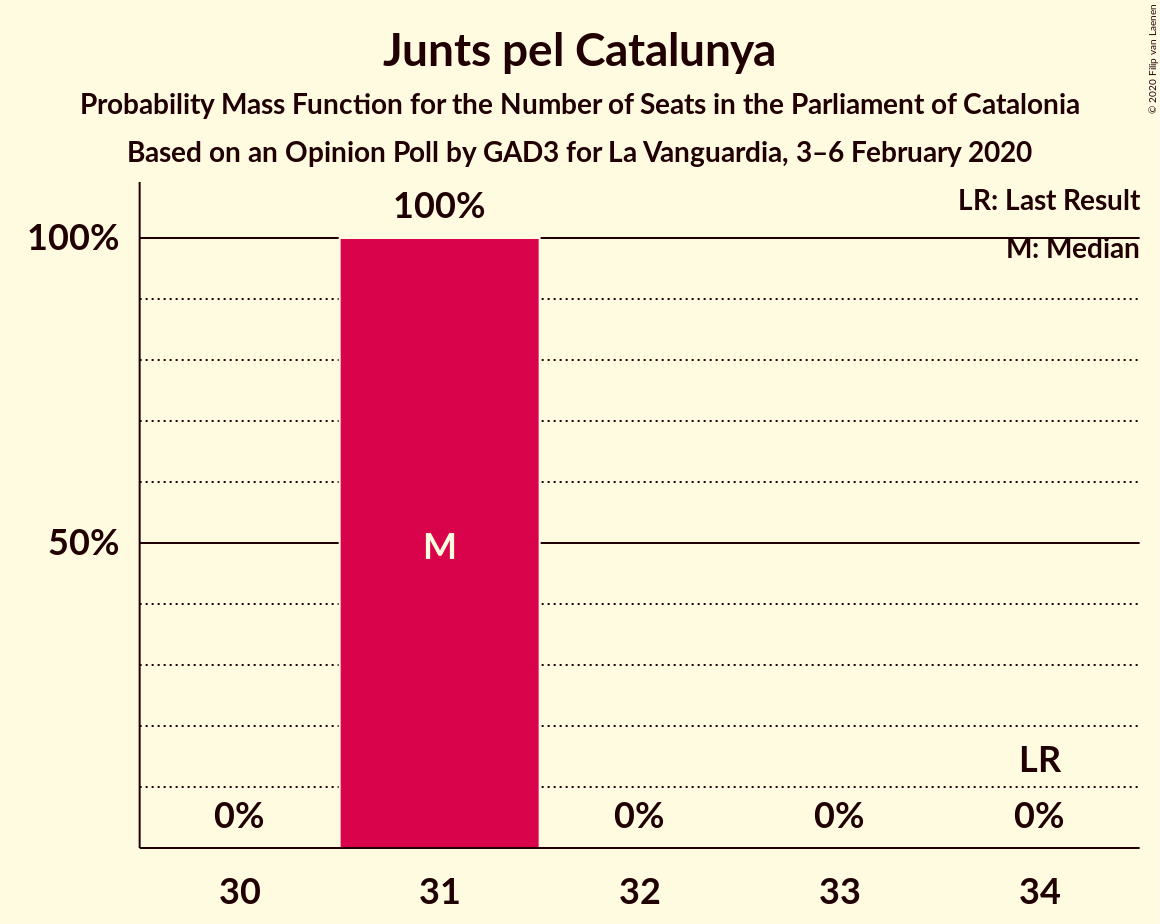 Junts pel Catalunya
Probability Mass Function for the Number of Seats in the Parliament of Catalonia
Based on an Opinion Poll by GAD3 for La Vanguardia, 3–6 February 2020
© 2020 Filip van Laenen
LR: Last Result
M: Median
100%
100%
50%
M
LR
0%
0%
0%
0%
30
31
32
33
34